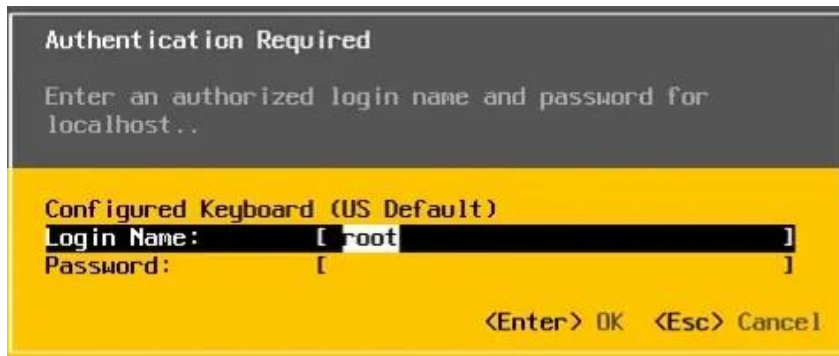 Authentication Required
Enter an authorized login name and password for
localhost..
Configured Keyboard (US Default)
Login Name: [ root ]
Password: [ ]
<Enter> OK <Esc> Cancel